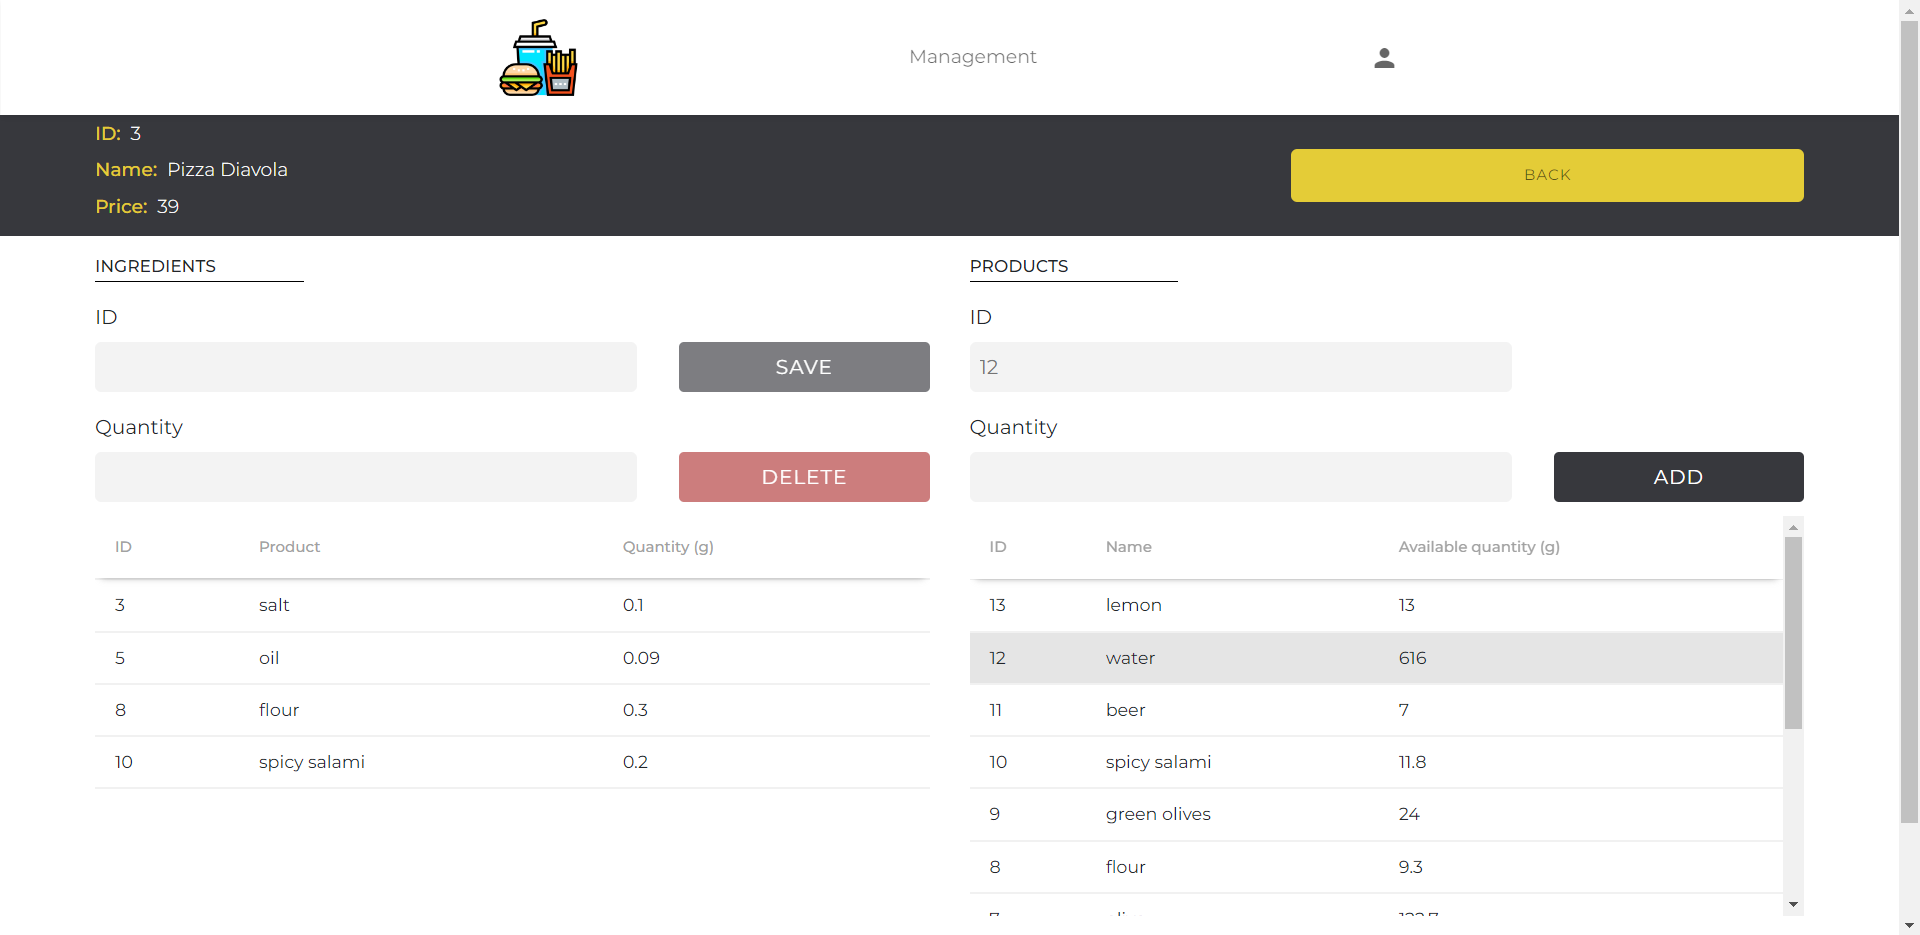 Management
ID: 3
Name: Pizza Diavola
Price: 39
BACK
INGREDIENTS
ID
SAVE
Quantity
DELETE
ID Product Quantity (g)
3 salt 0.1
5 oil 0.09
8 flour 0.3
10 spicy salami 0.2
PRODUCTS
ID
12
Quantity
ADD
ID Name Available quantity (g)
13 lemon 13
12 water 616
11 beer 7
10 spicy salami 11.8
9 green olives 24
8 flour 9.3